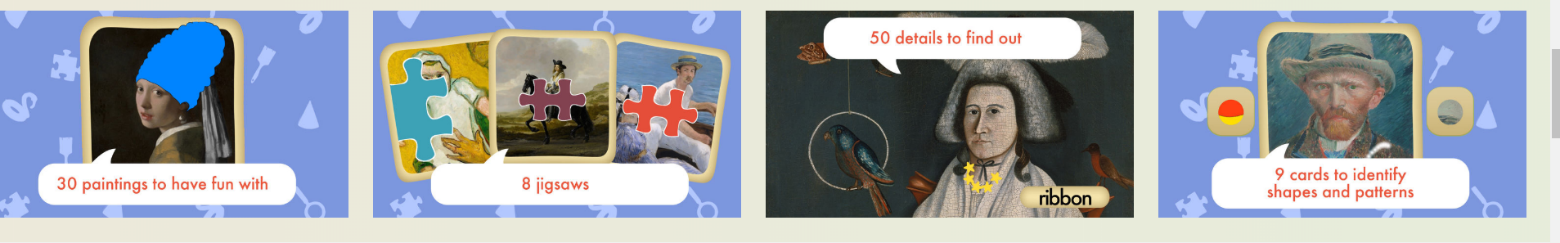 30 paintings to have fun with
8 jigsaws
50 details to find out
ribbon
9 cards to identify
shapes and patterns